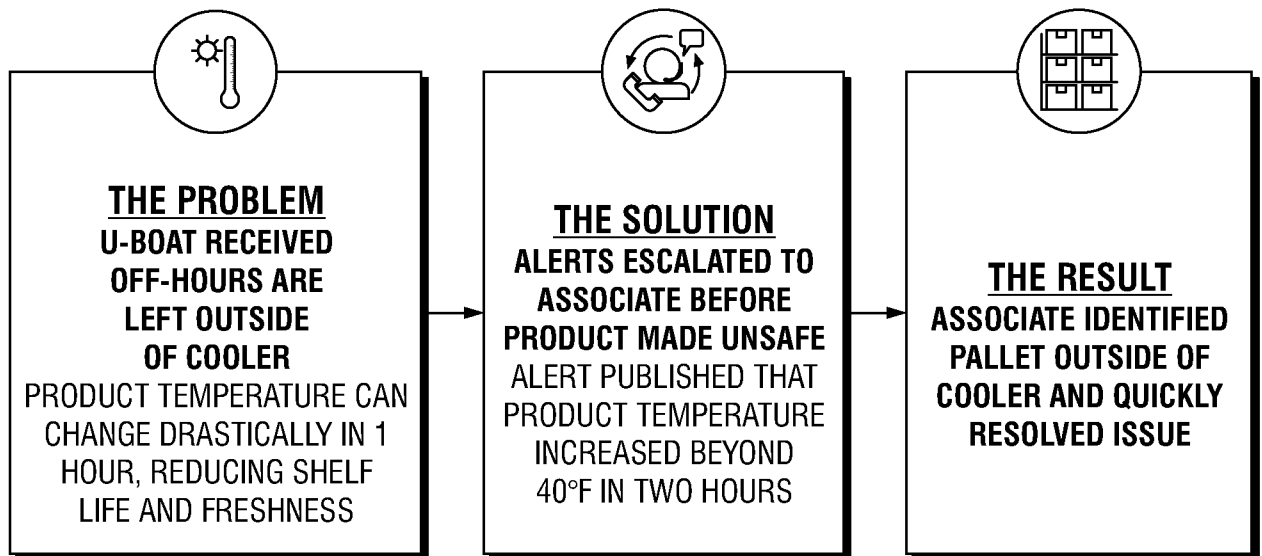 THE PROBLEM
U-BOAT RECEIVED
OFF-HOURS ARE
LEFT OUTSIDE
OF COOLER
PRODUCT TEMPERATURE CAN
CHANGE DRASTICALLY IN 1
HOUR, REDUCING SHELF
LIFE AND FRESHNESS
THE SOLUTION
ALERTS ESCALATED TO
ASSOCIATE BEFORE
PRODUCT MADE UNSAFE
ALERT PUBLISHED THAT
PRODUCT TEMPERATURE
INCREASED BEYOND
40°F IN TWO HOURS
THE RESULT
ASSOCIATE IDENTIFIED
PALLET OUTSIDE OF
COOLER AND QUICKLY
RESOLVED ISSUE